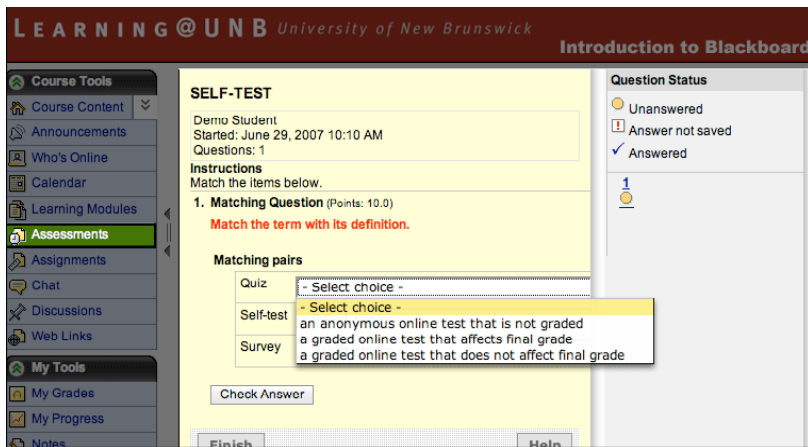 LEARNING@UNB University of New Brunswick
Introduction to Blackboard
Course Tools
Course Content
Announcements
Who's Online
Calendar
Learning Modules
Assessments
Assignments
Chat
Discussions
Web Links
My Tools
My Grades
My Progress
Notes
SELF-TEST
Demo Student
Started: June 29, 2007 10:10 AM
Questions: 1
Instructions
Match the items below.
1. Matching Question (Points: 10.0)
Match the term with its definition.
Matching pairs
Quiz
- Select choice -
- Select choice -
Self-test
an anonymous online test that is not graded
a graded online test that affects final grade
Survey
a graded online test that does not affect final grade
Check Answer
Finish
Help
Question Status
Unanswered
Answer not saved
Answered
1